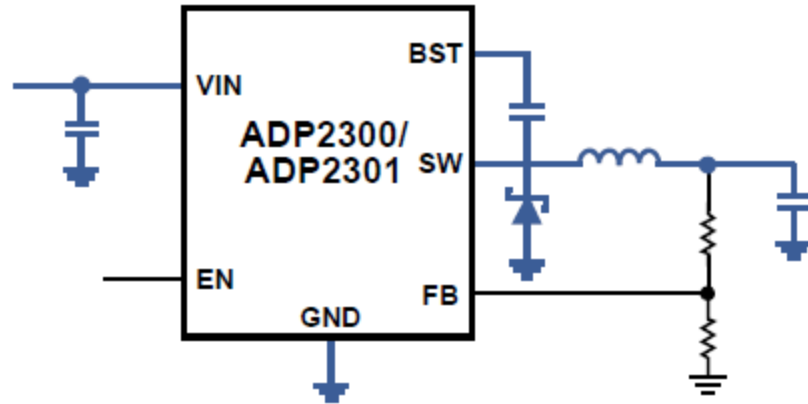 BST
VIN
ADP2300/
ADP2301
SW
EN
FB
GND